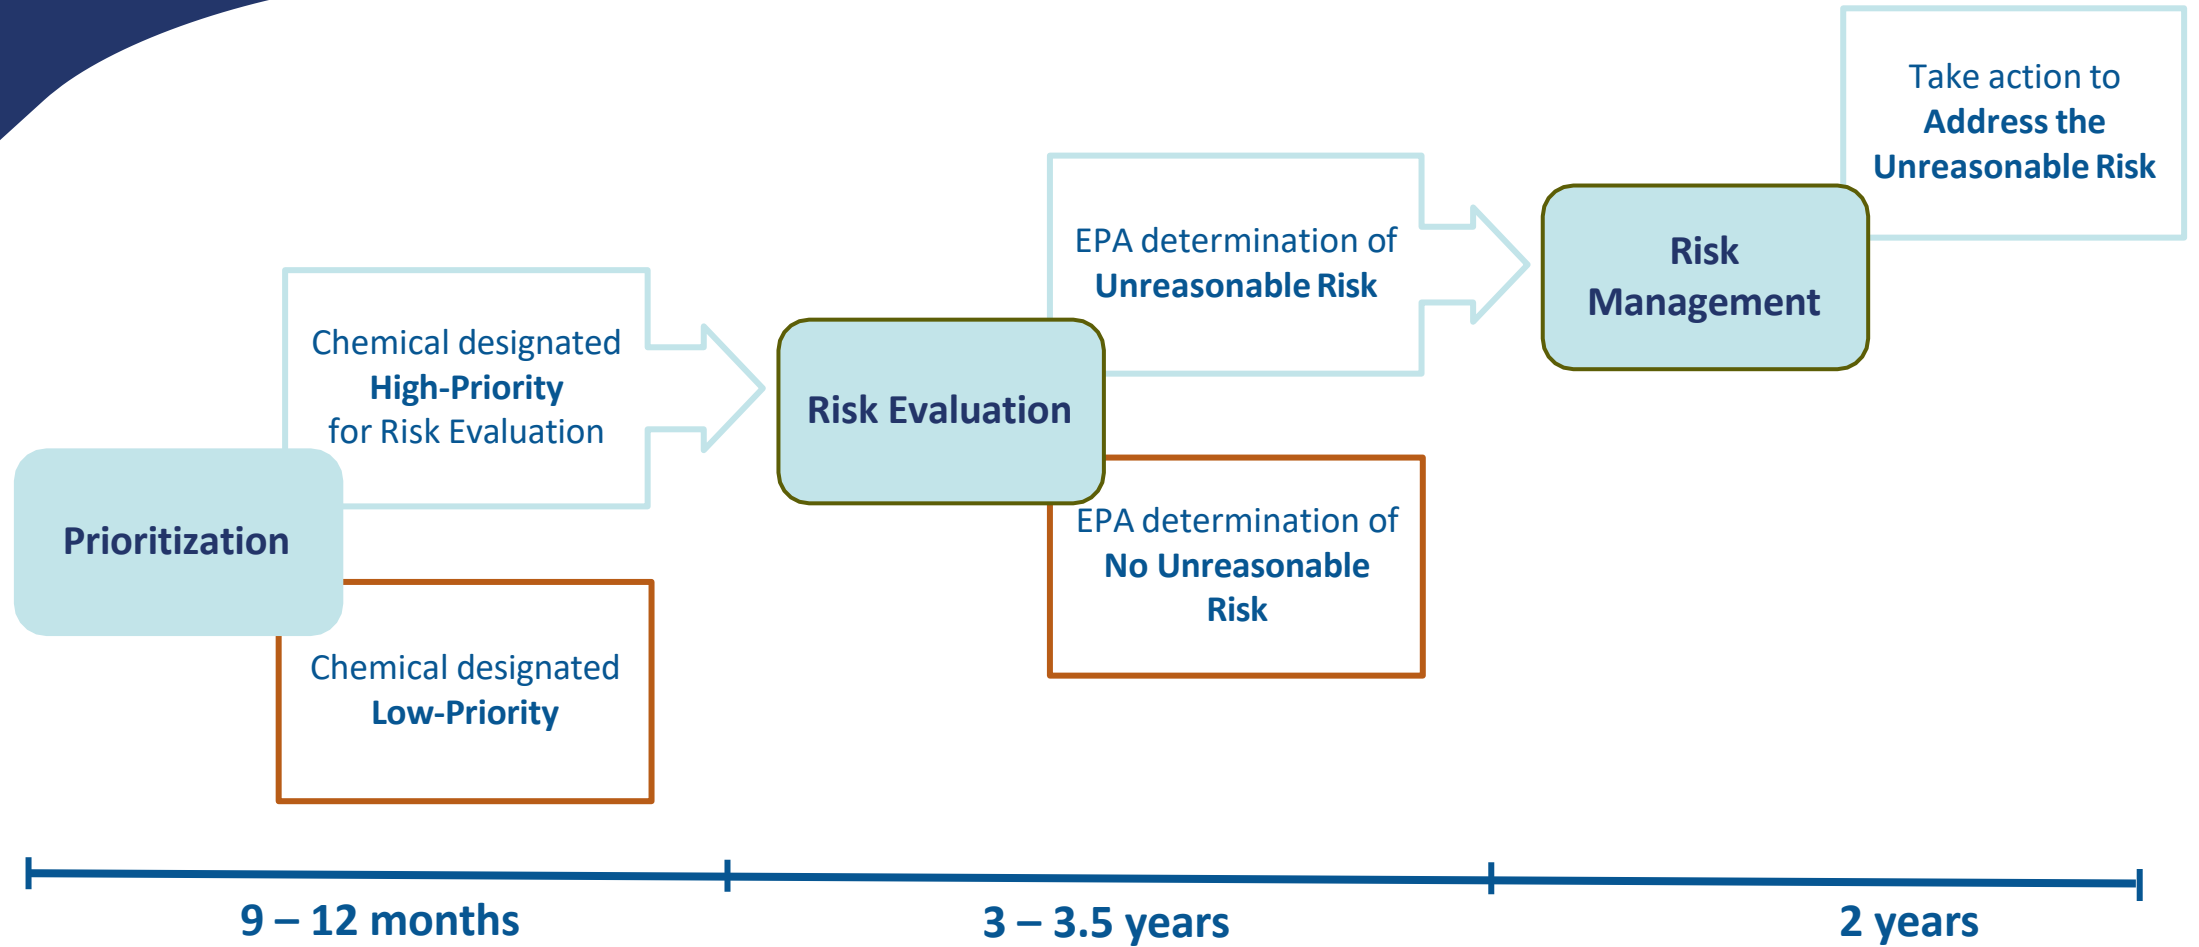 Prioritization
Chemical designated
High-Priority
for Risk Evaluation
Chemical designated
Low-Priority
Risk Evaluation
EPA determination of
Unreasonable Risk
EPA determination of
No Unreasonable
Risk
Risk
Management
Take action to
Address the
Unreasonable Risk
9 – 12 months
3 – 3.5 years
2 years